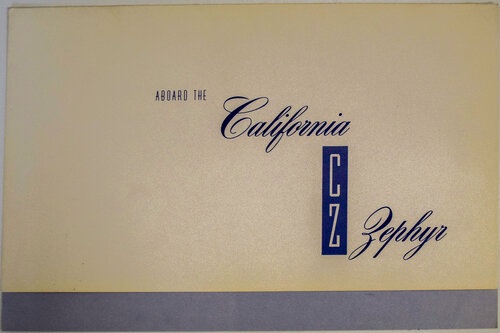 ABOARD THE
California
CZ
Zephyr